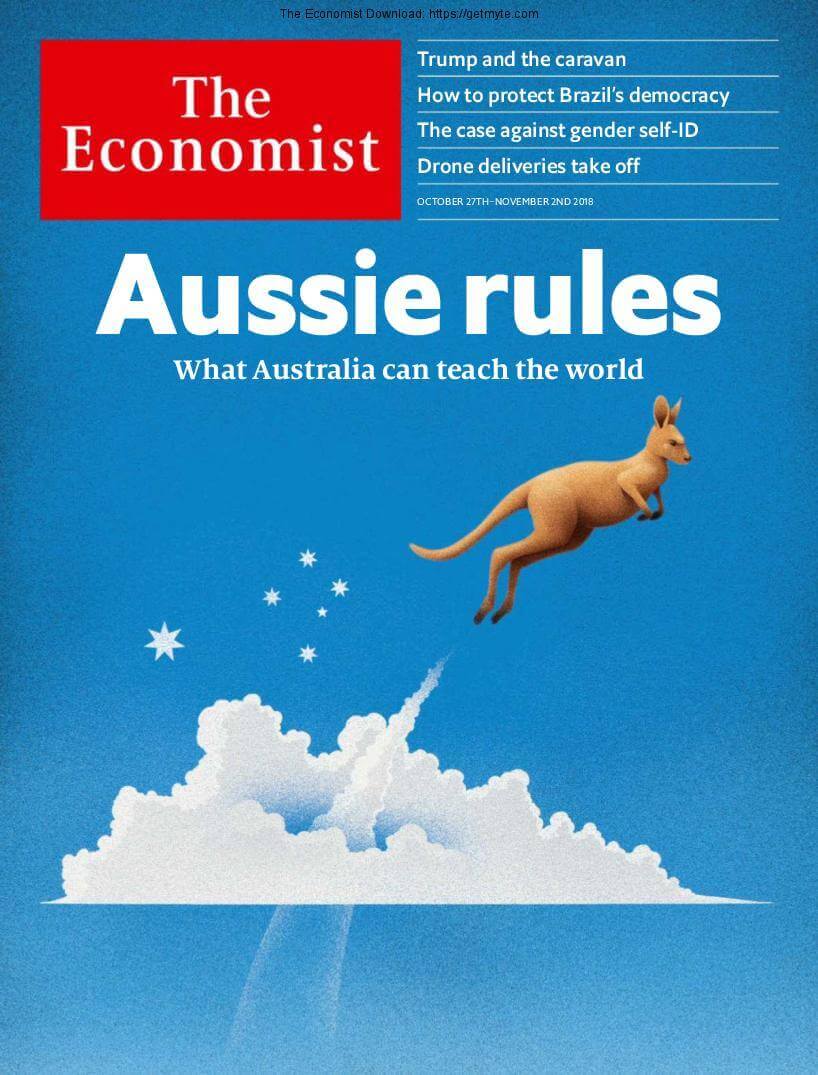 The Economist Download: https://getmyte.com
The
Economist
Trump and the caravan
How to protect Brazil's democracy
The case against gender self-ID
Drone deliveries take off
OCTOBER 27TH–NOVEMBER 2ND 2018
Aussie rules
What Australia can teach the world